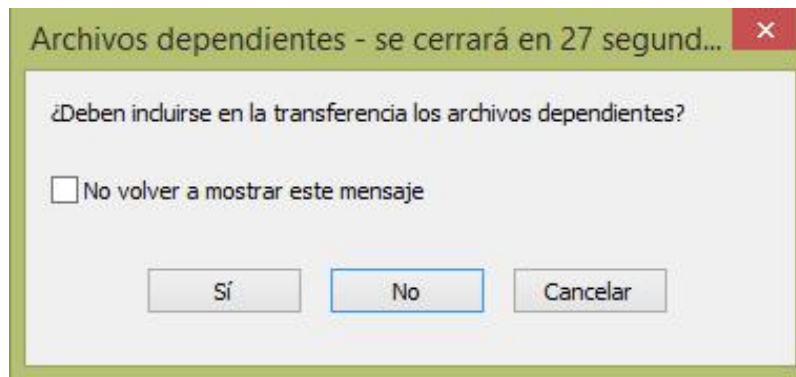 Archivos dependientes - se cerrará en 27 segund...
¿Deben incluirse en la transferencia los archivos dependientes?
No volver a mostrar este mensaje
Sí
No
Cancelar